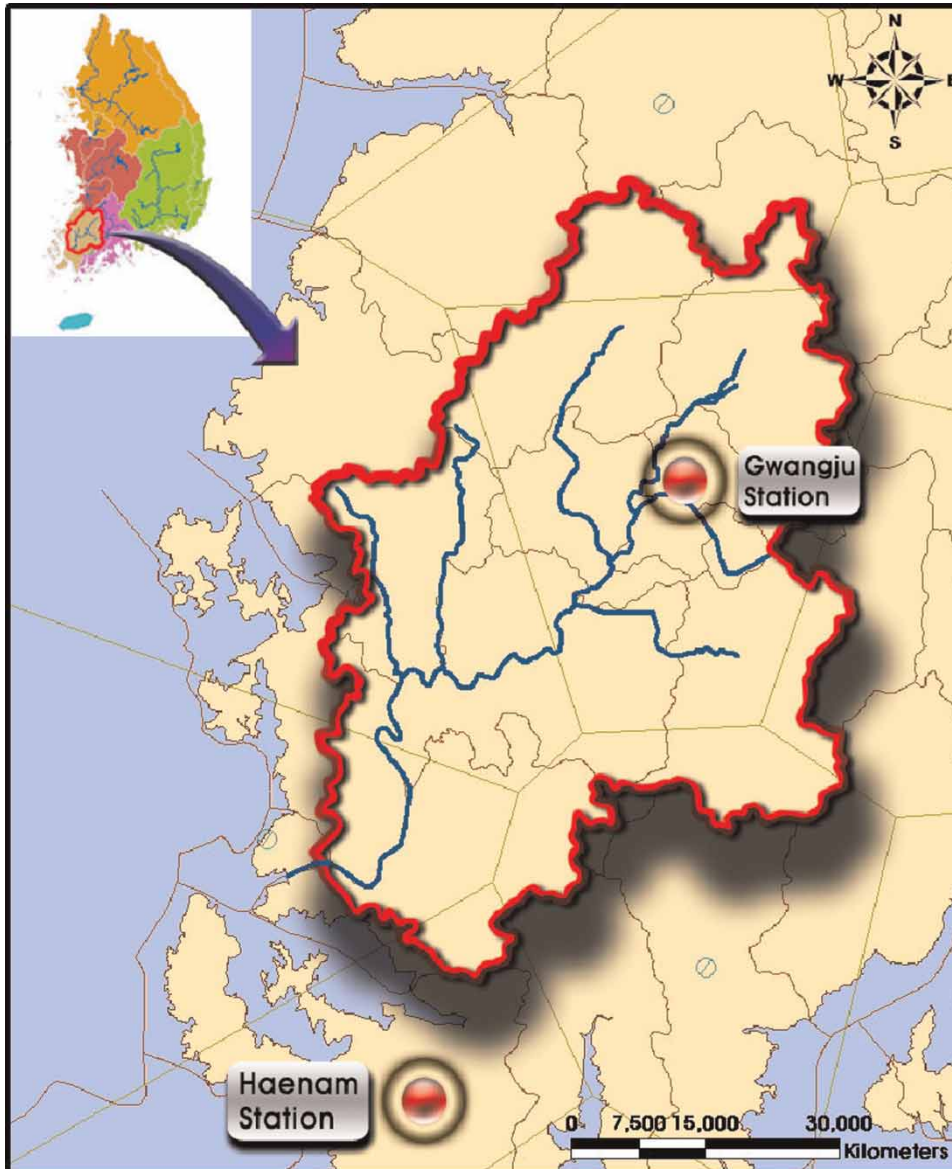 N
W E
S
Gwangju
Station
Haenam
Station
0 7,500 15,000 30,000
Kilometers